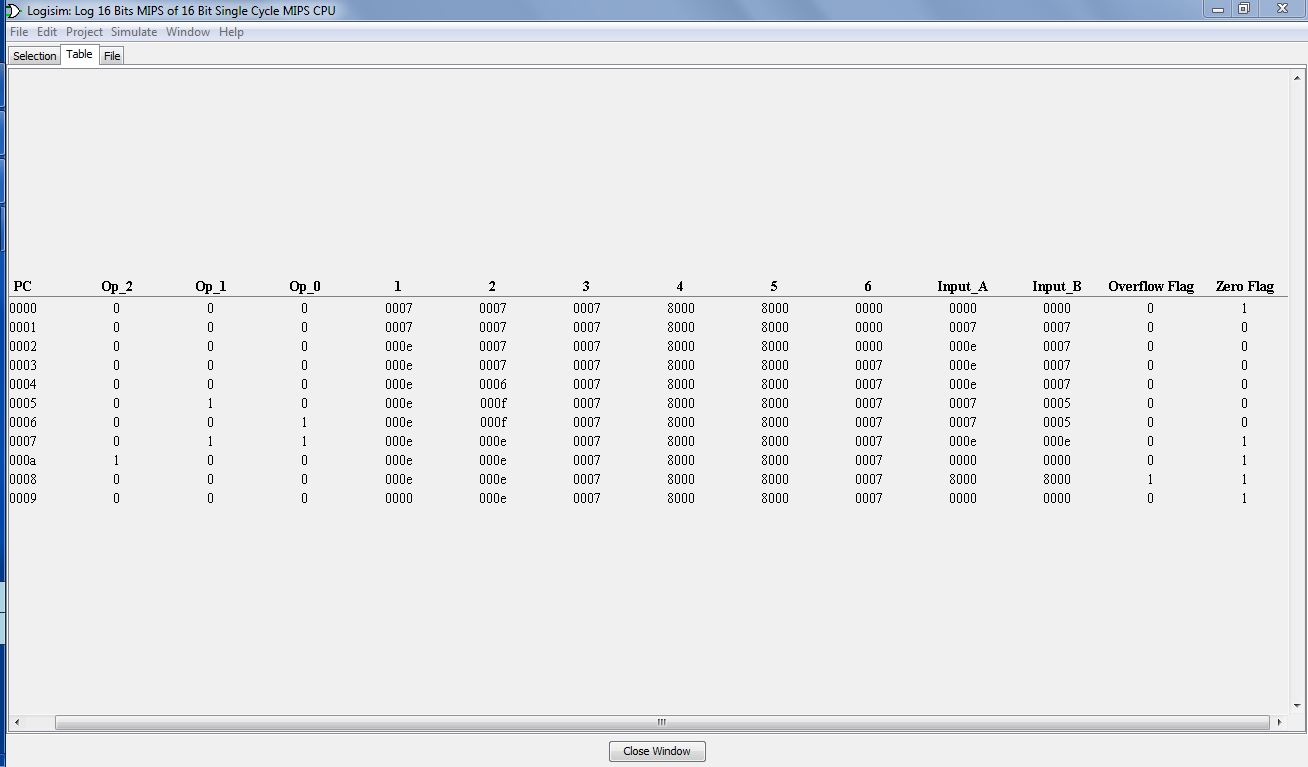 Logisim: Log 16 Bits MIPS of 16 Bit Single Cycle MIPS CPU
File Edit Project Simulate Window Help
Selection Table File
PC Op_2 Op_1 Op_0 1 2 3 4 5 6 Input_A Input_B Overflow Flag Zero Flag
0000 0 0 0 0007 0007 0007 8000 8000 0000 0000 0000 0 1
0001 0 0 0 0007 0007 0007 8000 8000 0000 0007 0007 0 0
0002 0 0 0 000e 0007 0007 8000 8000 0000 000e 0007 0 0
0003 0 0 0 000e 0007 0007 8000 8000 0007 000e 0007 0 0
0004 0 0 0 000e 0006 0007 8000 8000 0007 000e 0007 0 0
0005 0 1 0 000e 000f 0007 8000 8000 0007 0007 0005 0 0
0006 0 0 1 000e 000f 0007 8000 8000 0007 0007 0005 0 0
0007 0 1 1 000e 000e 0007 8000 8000 0007 000e 000e 0 1
000a 1 0 0 000e 000e 0007 8000 8000 0007 0000 0000 0 1
0008 0 0 0 000e 000e 0007 8000 8000 0007 8000 8000 1 1
0009 0 0 0 0000 000e 0007 8000 8000 0007 0000 0000 0 1
Close Window